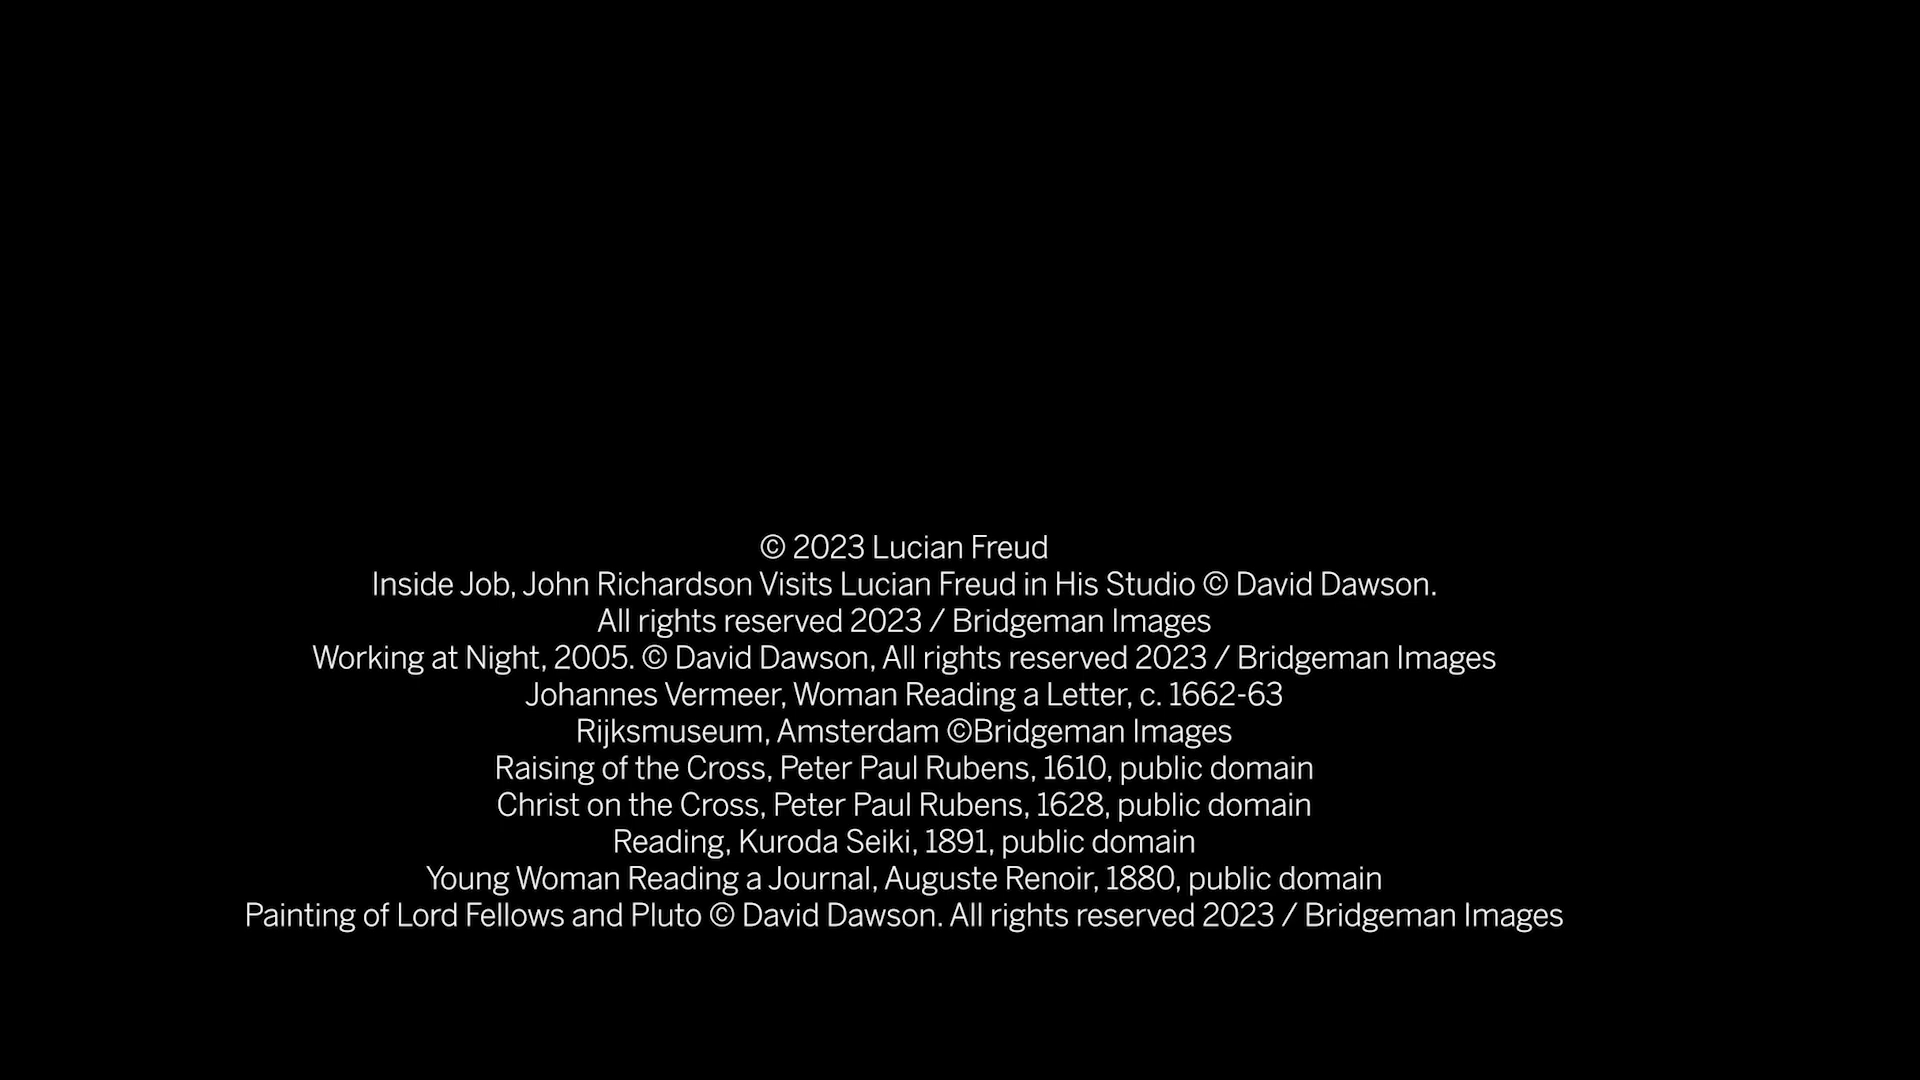 © 2023 Lucian Freud
Inside Job, John Richardson Visits Lucian Freud in His Studio © David Dawson.
All rights reserved 2023 / Bridgeman Images
Working at Night, 2005. © David Dawson, All rights reserved 2023 / Bridgeman Images
Johannes Vermeer, Woman Reading a Letter, c. 1662-63
Rijksmuseum, Amsterdam ©Bridgeman Images
Raising of the Cross, Peter Paul Rubens, 1610, public domain
Christ on the Cross, Peter Paul Rubens, 1628, public domain
Reading, Kuroda Seiki, 1891, public domain
Young Woman Reading a Journal, Auguste Renoir, 1880, public domain
Painting of Lord Fellows and Pluto © David Dawson. All rights reserved 2023 / Bridgeman Images